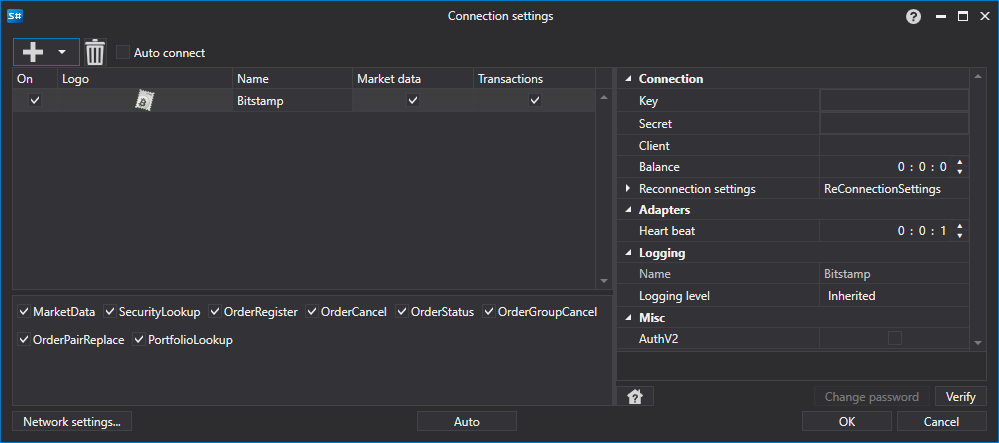 S#
Connection settings
?
Auto connect
On Logo Name Market data Transactions
Bitstamp
MarketData SecurityLookup OrderRegister OrderCancel OrderStatus OrderGroupCancel
OrderPairReplace PortfolioLookup
Connection
Key
Secret
Client
Balance 0 : 0 : 0
Reconnection settings ReConnectionSettings
Adapters
Heart beat 0 : 0 : 1
Logging
Name Bitstamp
Logging level Inherited
Misc
AuthV2
?
Change password Verify
Network settings... Auto OK Cancel